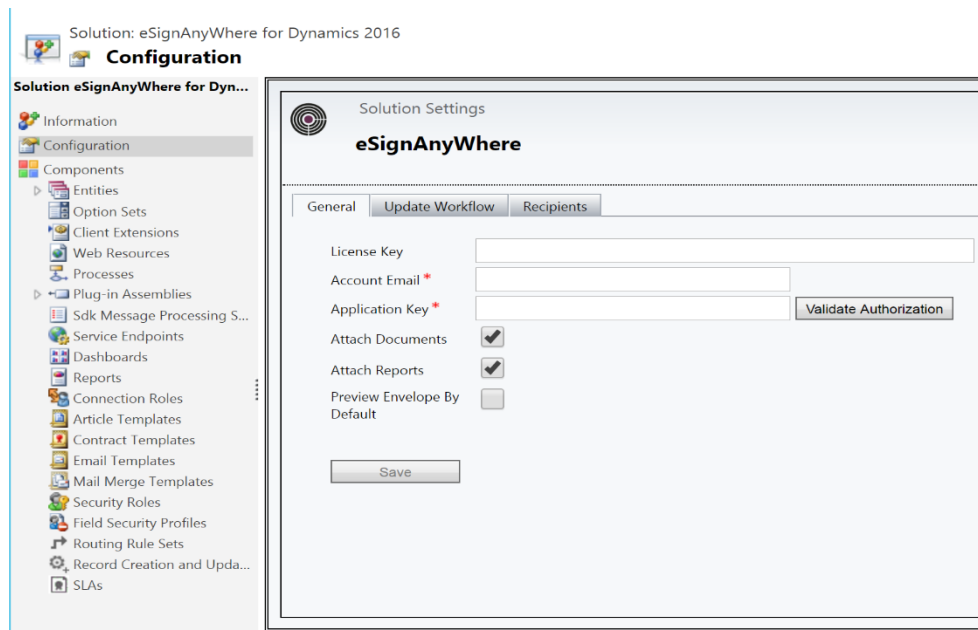 Solution: eSignAnyWhere for Dynamics 2016
Configuration
Solution eSignAnyWhere for Dyn...
Information
Configuration
Components
Entities
Option Sets
Client Extensions
Web Resources
Processes
Plug-in Assemblies
Sdk Message Processing S...
Service Endpoints
Dashboards
Reports
Connection Roles
Article Templates
Contract Templates
Email Templates
Mail Merge Templates
Security Roles
Field Security Profiles
Routing Rule Sets
Record Creation and Upda...
SLAs
Solution Settings
eSignAnyWhere
General Update Workflow Recipients
License Key
Account Email *
Application Key * Validate Authorization
Attach Documents
Attach Reports
Preview Envelope By
Default
Save